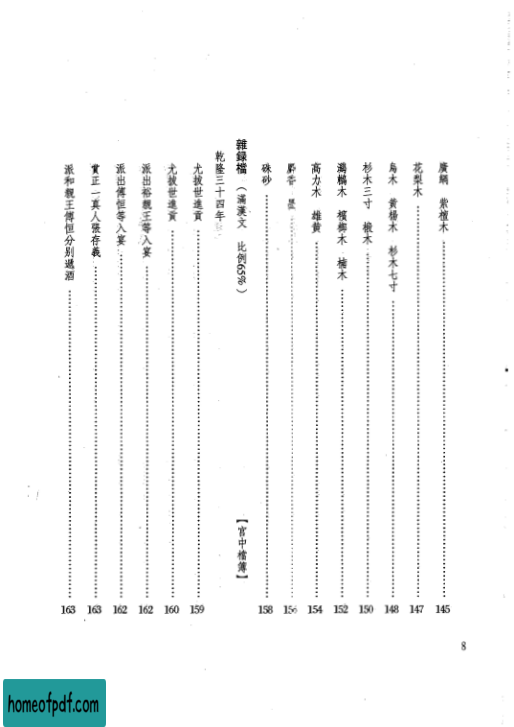 廣鍋 紫檀木 145
花梨木 147
烏木 黃楊木 杉木七寸 148
杉木三寸 椴木 150
鸂鶒木 檳榔木 楠木 152
高力木 雄黃 154
麝香 156
硃砂 158
雜錄檔 （滿漢文 比例65%） 【宮中檔簿】
乾隆三十四年
尤拔世進貢 159
尤拔世進貢 160
派出裕親王等入宴 162
派出傅恒等入宴 162
賞正一真人張存義 163
派和親王傅恒分別遞酒 163
8
homeofpdf.com